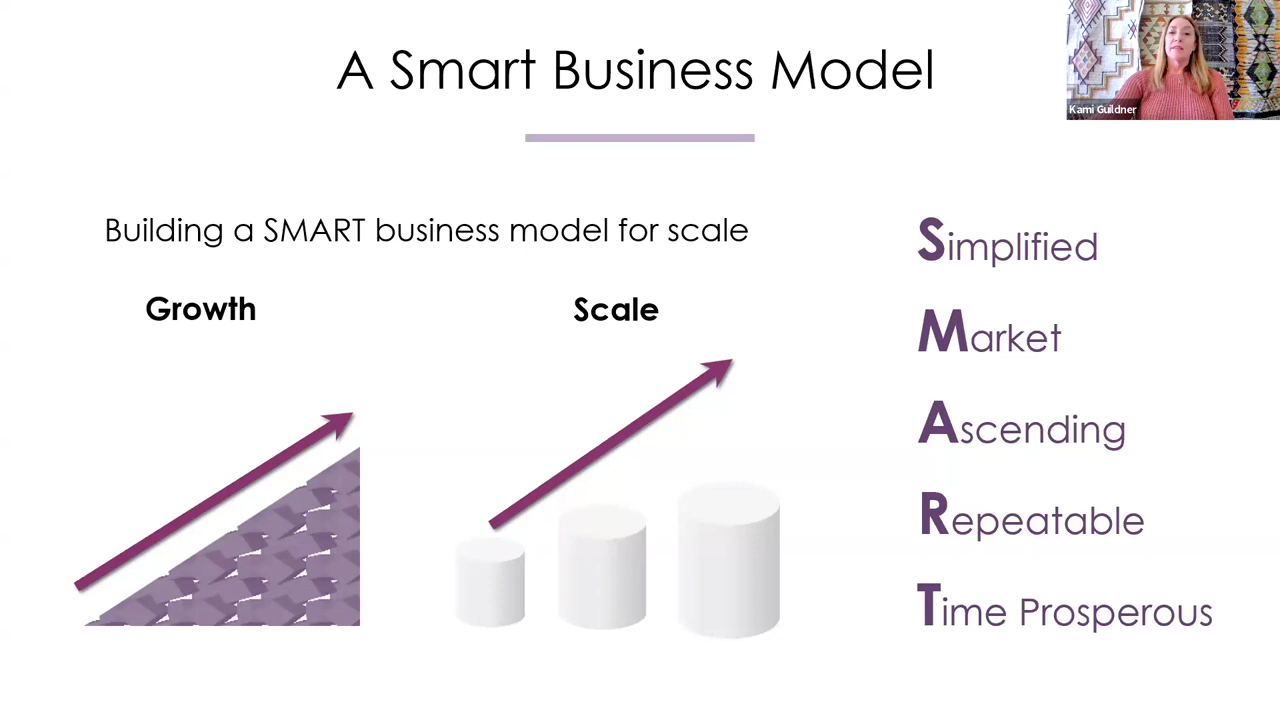 A Smart Business Model
Kami Guildner
Building a SMART business model for scale
Growth
Scale
Simplified
Market
Ascending
Repeatable
Time Prosperous